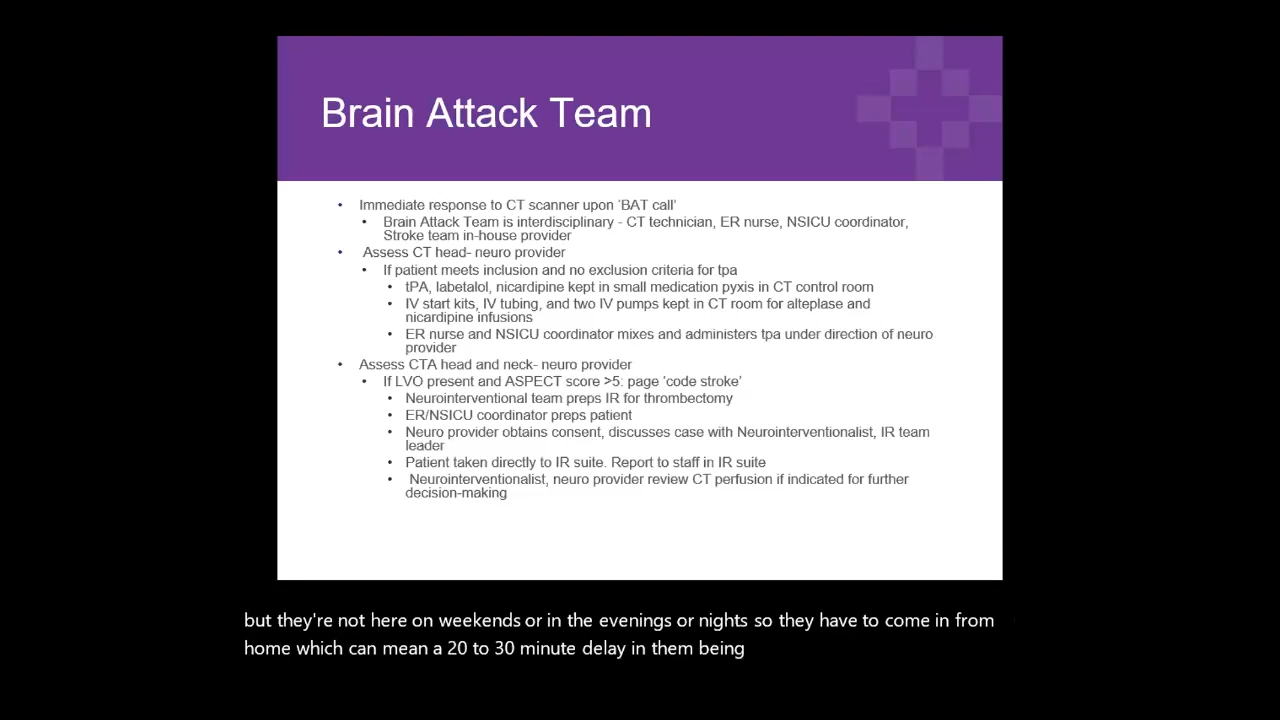 Brain Attack Team
• Immediate response to CT scanner upon 'BAT call'
• Brain Attack Team is interdisciplinary - CT technician, ER nurse, NSICU coordinator,
Stroke team in-house provider
• Assess CT head- neuro provider
• If patient meets inclusion and no exclusion criteria for tpa
• tPA, labetalol, nicardipine kept in small medication pyxis in CT control room
• IV start kits, IV tubing, and two IV pumps kept in CT room for alteplase and
nicardipine infusions
• ER nurse and NSICU coordinator mixes and administers tpa under direction of neuro
provider
• Assess CTA head and neck- neuro provider
• If LVO present and ASPECT score >5: page 'code stroke'
• Neurointerventional team preps IR for thrombectomy
• ER/NSICU coordinator preps patient
• Neuro provider obtains consent, discusses case with Neurointerventionalist, IR team
leader
• Patient taken directly to IR suite. Report to staff in IR suite
• Neurointerventionalist, neuro provider review CT perfusion if indicated for further
decision-making
but they're not here on weekends or in the evenings or nights so they have to come in from
home which can mean a 20 to 30 minute delay in them being